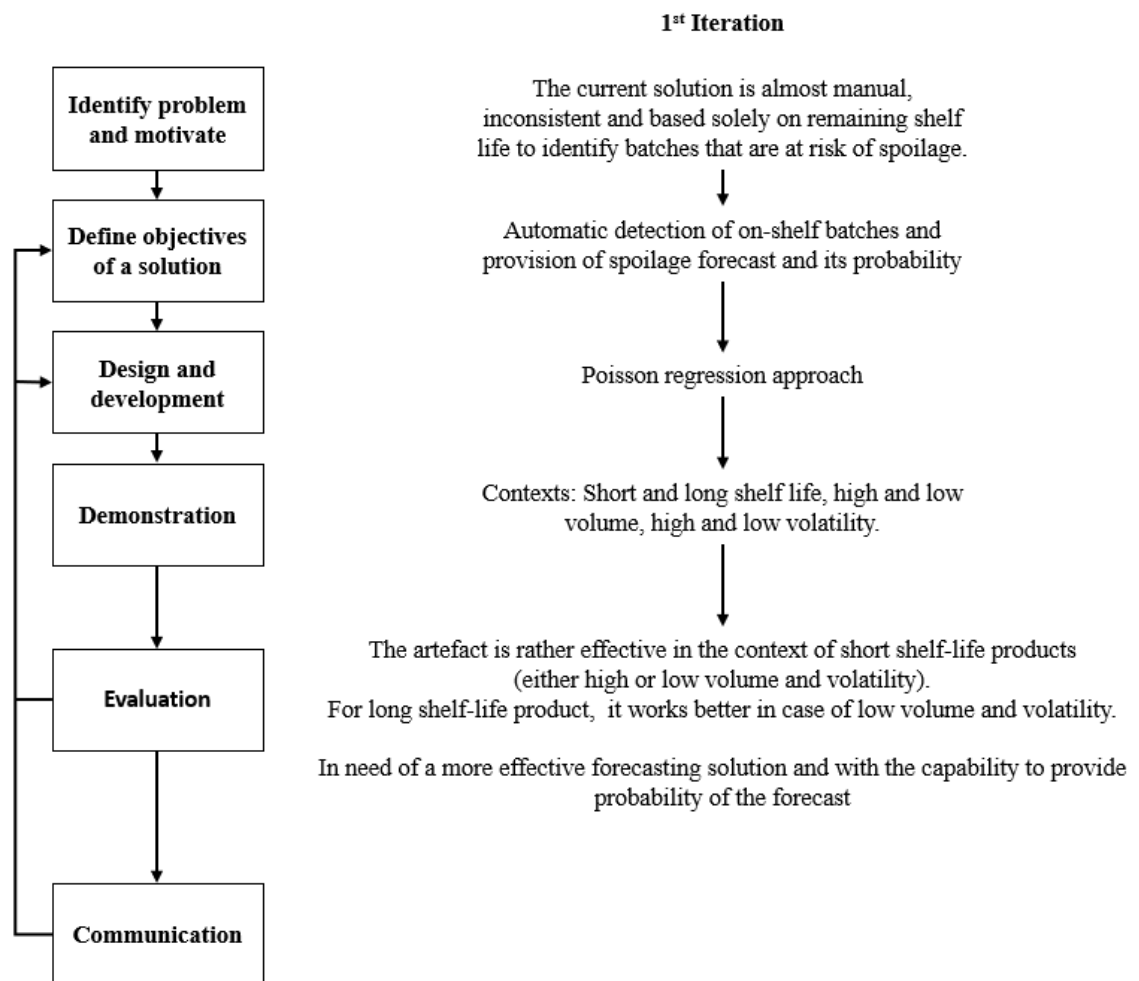 1st Iteration
Identify problem
and motivate
The current solution is almost manual,
inconsistent and based solely on remaining shelf
life to identify batches that are at risk of spoilage.
Define objectives
of a solution
Automatic detection of on-shelf batches and
provision of spoilage forecast and its probability
Design and
development
Poisson regression approach
Demonstration
Contexts: Short and long shelf life, high and low
volume, high and low volatility.
Evaluation
The artefact is rather effective in the context of short shelf-life products
(either high or low volume and volatility).
For long shelf-life product, it works better in case of low volume and volatility.
In need of a more effective forecasting solution and with the capability to provide
probability of the forecast
Communication